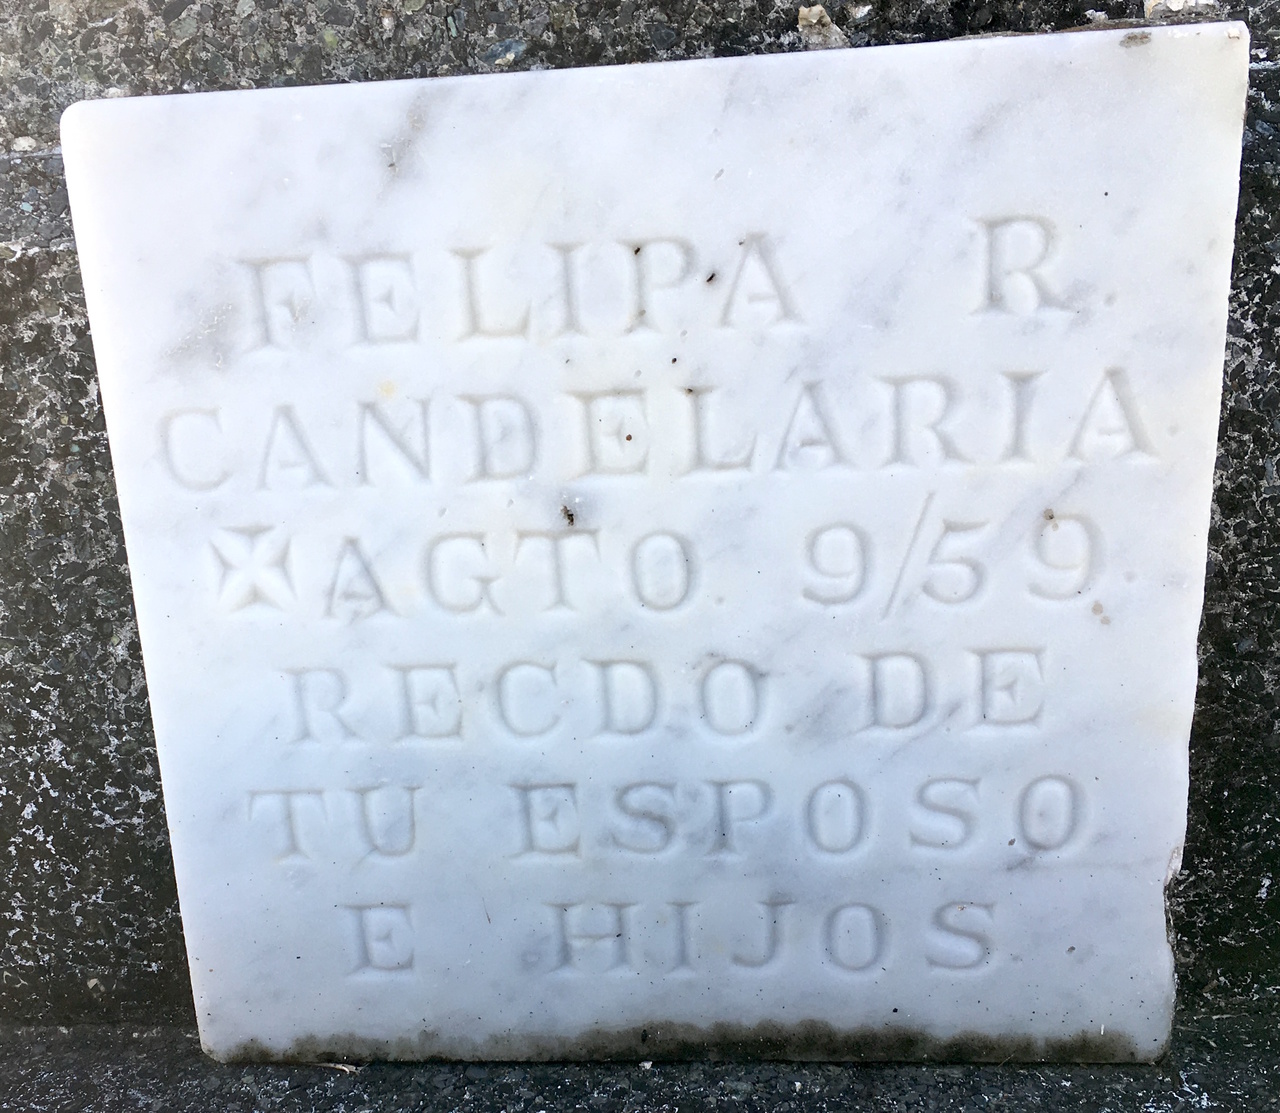 FELIPA R.
CANDELARIA
✠AGTO. 9/59.
RECDO. DE
TU ESPOSO
E HIJOS